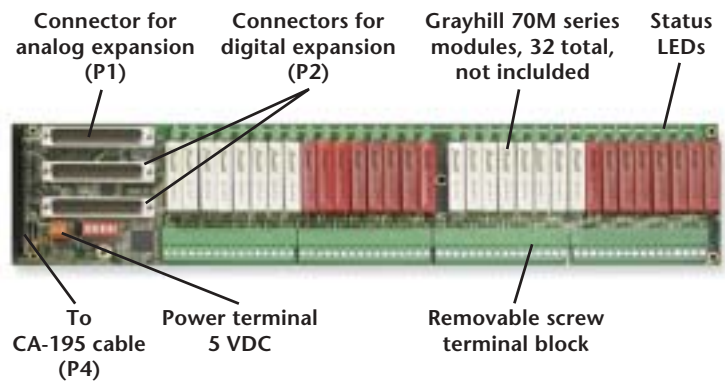 Connector for
analog expansion
(P1)
Connectors for
digital expansion
(P2)
Grayhill 70M series
modules, 32 total,
not inclulded
Status
LEDs
To
CA-195 cable
(P4)
Power terminal
5 VDC
Removable screw
terminal block